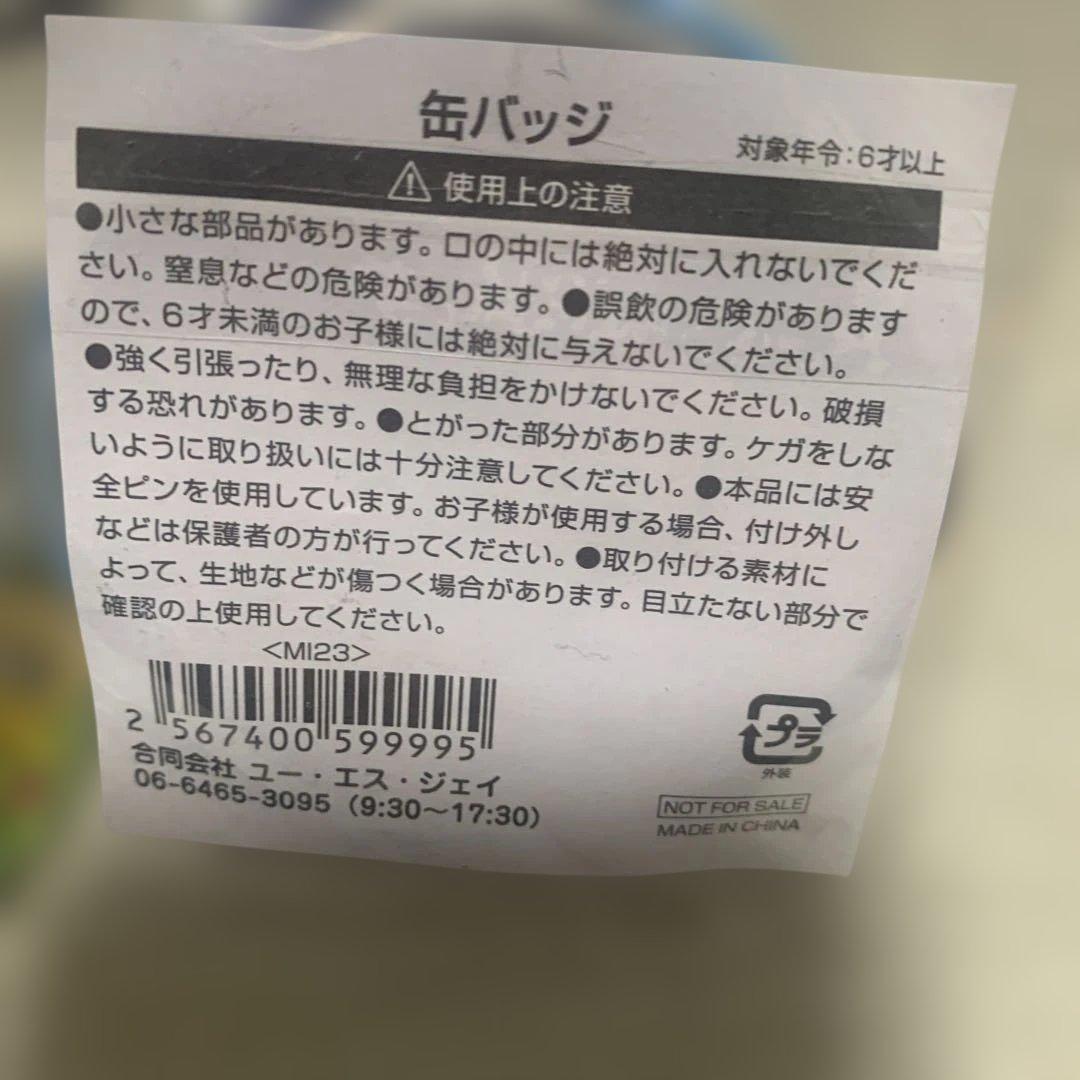 缶バッジ
対象年令:6才以上
使用上の注意
●小さな部品があります。口の中には絶対に入れないでくだ
さい。窒息などの危険があります。●誤飲の危険があります
ので、6才未満のお子様には絶対に与えないでください。
●強く引張ったり、無理な負担をかけないでください。破損
する恐れがあります。●とがった部分があります。ケガをしな
いように取り扱いには十分注意してください。●本品には安
全ピンを使用しています。お子様が使用する場合、付け外し
などは保護者の方が行ってください。●取り付ける素材に
よって、生地などが傷つく場合があります。目立たない部分で
確認の上使用してください。
<MI23>
2 567400 599995
合同会社 ユー・エス・ジェイ
06-6465-3095（9:30〜17:30）
プラ
外装
NOT FOR SALE
MADE IN CHINA